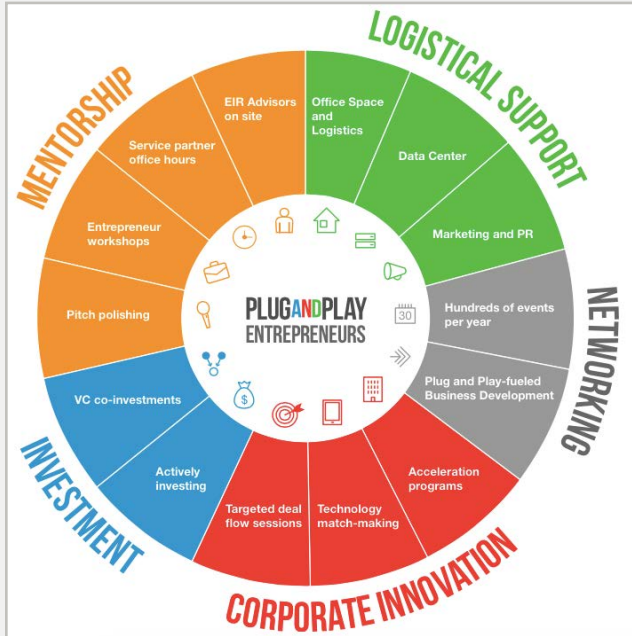 LOGISTICAL SUPPORT
Office Space
and
Logistics
Data Center
Marketing and PR
NETWORKING
Hundreds of events
per year
Plug and Play-fueled
Business Development
CORPORATE INNOVATION
Acceleration
programs
Technology
match-making
Targeted deal
flow sessions
INVESTMENT
Actively
investing
VC co-investments
MENTORSHIP
Pitch polishing
Entrepreneur
workshops
Service partner
office hours
EIR Advisors
on site
30
$
PLUGANDPLAY
ENTREPRENEURS